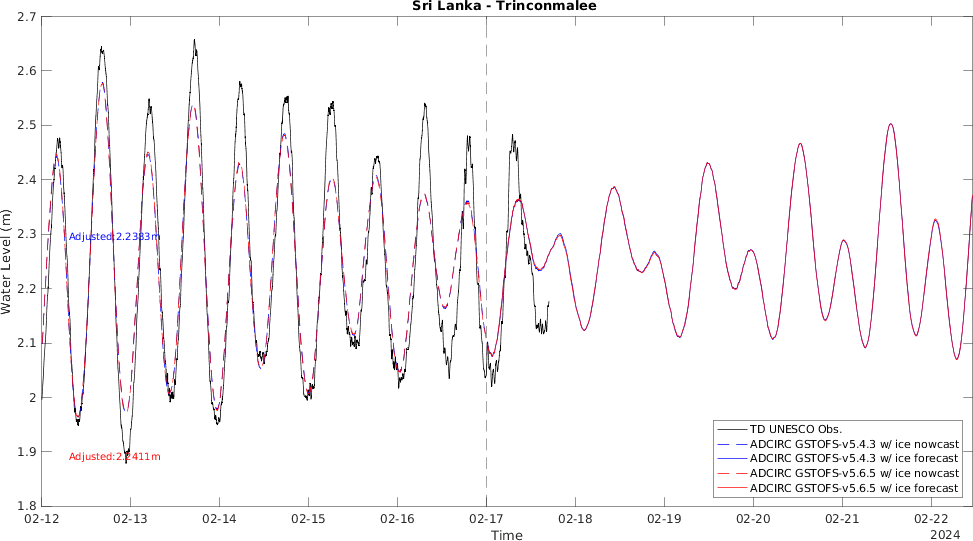 Sri Lanka - Trinconmalee
2.7
2.6
2.5
2.4
2.3
2.2
2.1
2
1.9
1.8
Water Level (m)
Adjusted:2.2383m
Adjusted:2.2411m
TD UNESCO Obs.
ADCIRC GSTOFS-v5.4.3 w/ ice nowcast
ADCIRC GSTOFS-v5.4.3 w/ ice forecast
ADCIRC GSTOFS-v5.6.5 w/ ice nowcast
ADCIRC GSTOFS-v5.6.5 w/ ice forecast
02-12 02-13 02-14 02-15 02-16 02-17 02-18 02-19 02-20 02-21 02-22
Time 2024